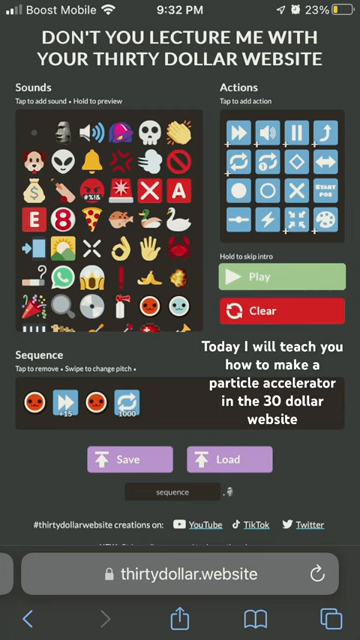 Boost Mobile 9:32 PM 23%
DON'T YOU LECTURE ME WITH
YOUR THIRTY DOLLAR WEBSITE
Sounds
Tap to add sound • Hold to preview
Actions
Tap to add action
#%!&
A
E 8
START POS
Hold to skip intro
Play
Clear
Sequence
Tap to remove • Swipe to change pitch •
+15 1000
Today I will teach you
how to make a
particle accelerator
in the 30 dollar
website
Save Load
sequence .🗿
#thirtydollarwebsite creations on: YouTube TikTok Twitter
thirtydollar.website